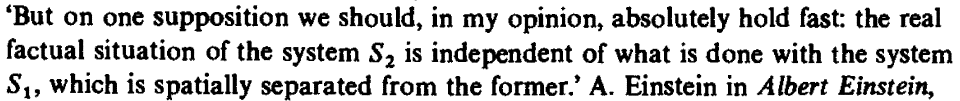 ‘But on one supposition we should, in my opinion, absolutely hold fast: the real
factual situation of the system S₂ is independent of what is done with the system
S₁, which is spatially separated from the former.’ A. Einstein in Albert Einstein,